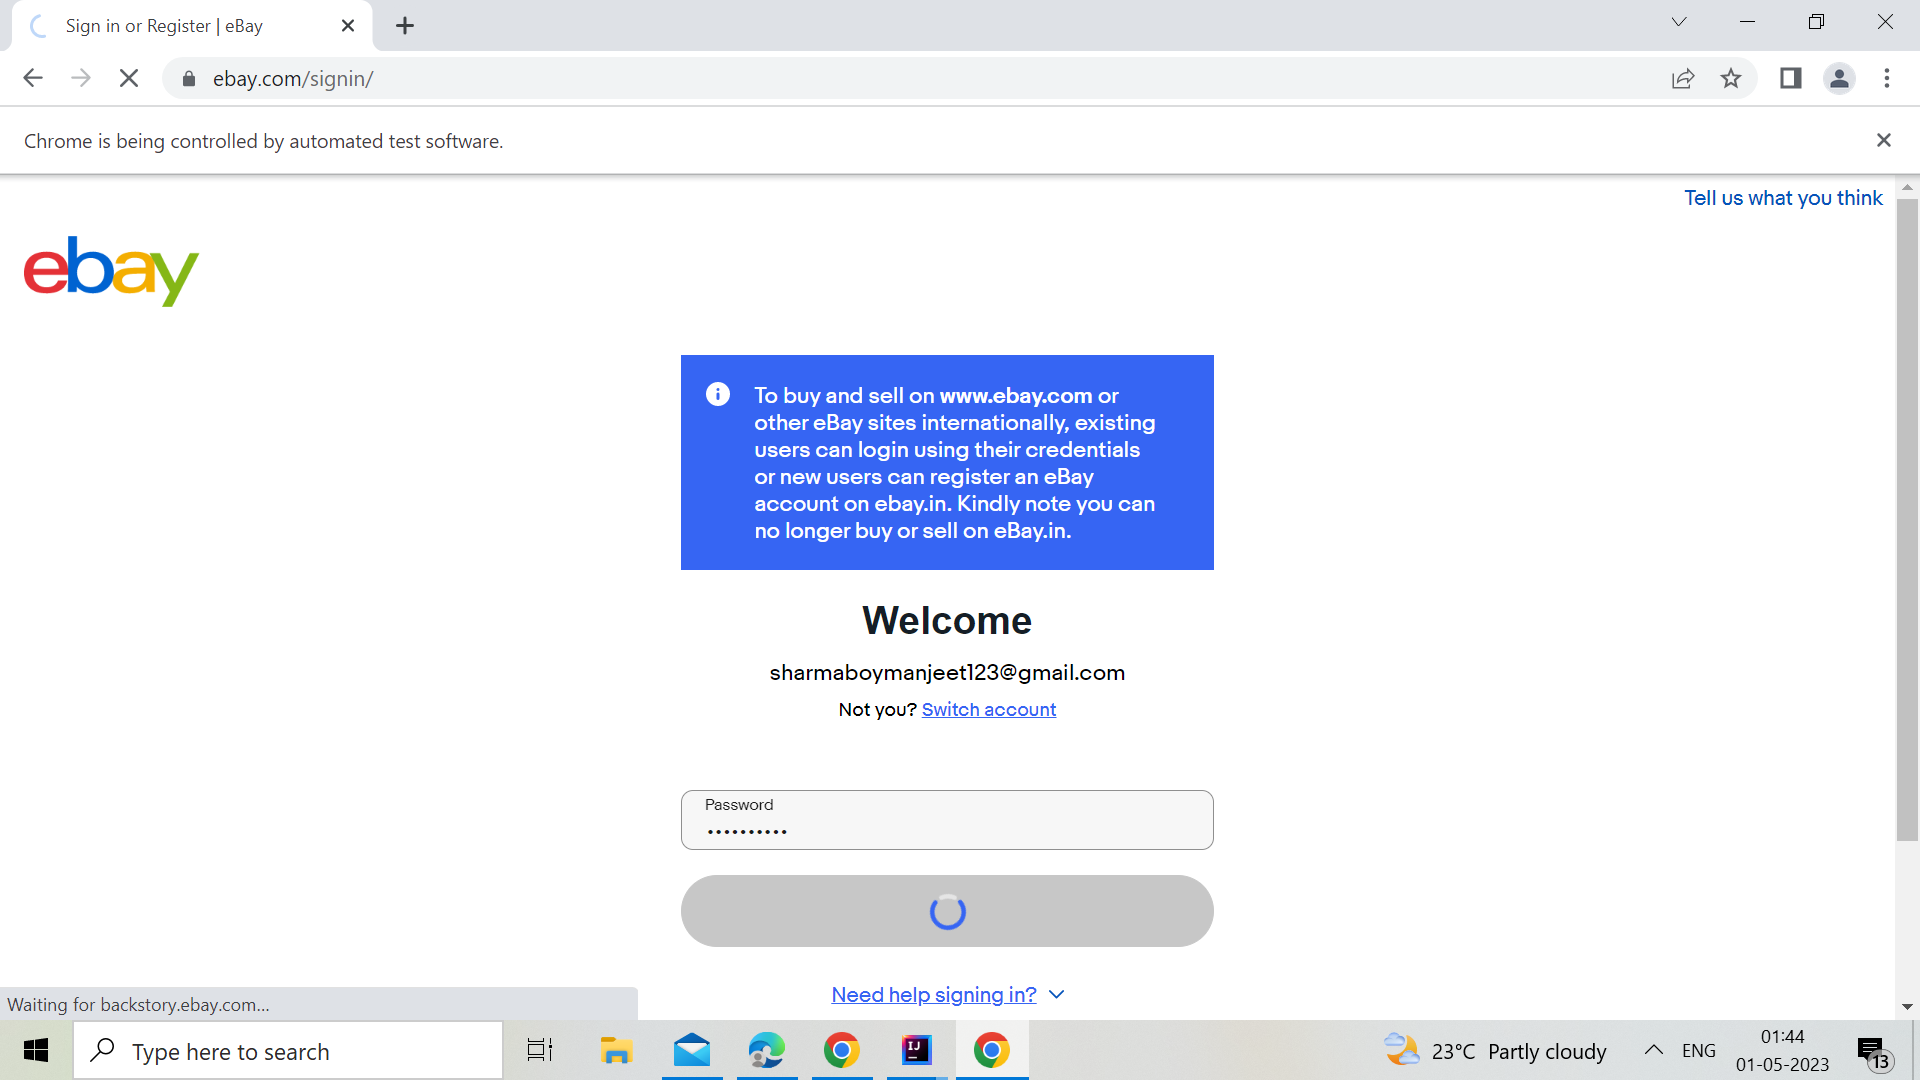 Sign in or Register | eBay
ebay.com/signin/
Chrome is being controlled by automated test software.
Tell us what you think
ebay
To buy and sell on www.ebay.com or
other eBay sites internationally, existing
users can login using their credentials
or new users can register an eBay
account on ebay.in. Kindly note you can
no longer buy or sell on eBay.in.
Welcome
sharmaboymanjeet123@gmail.com
Not you? Switch account
Password
••••••••••
Need help signing in?
Waiting for backstory.ebay.com...
Type here to search
IJ
23°C Partly cloudy
ENG
01:44
01-05-2023
13